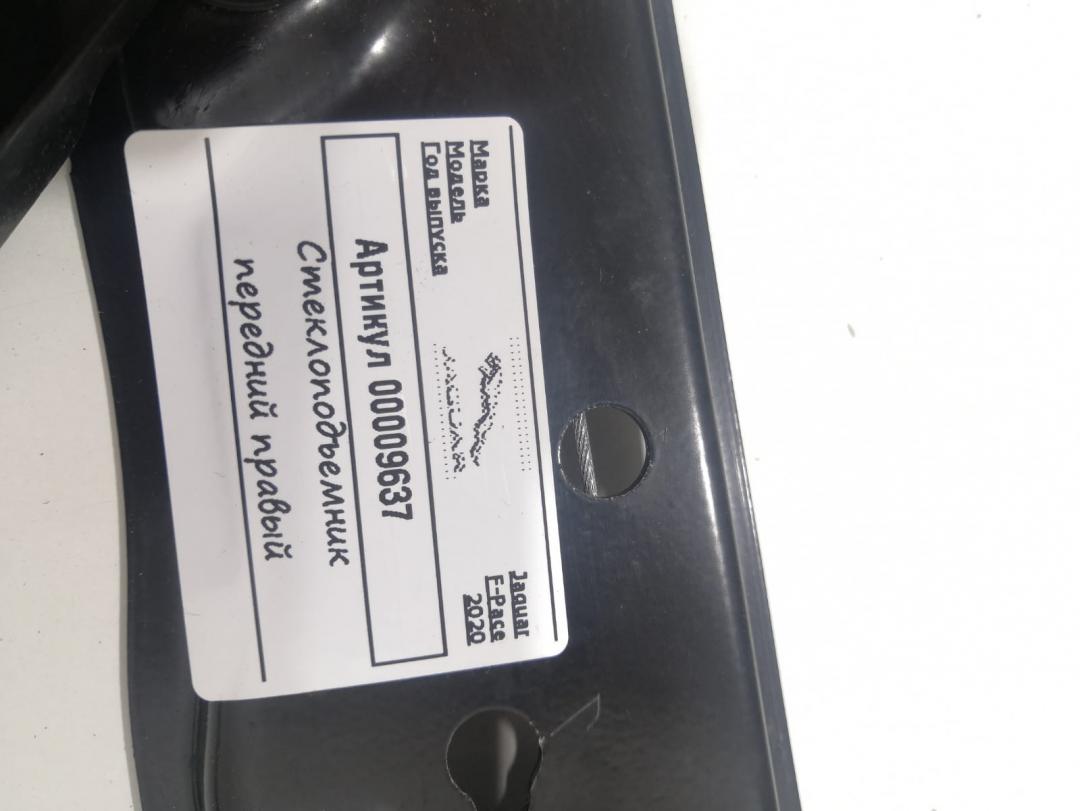 Марка Jaguar
Модель F-Pace
Год выпуска 2020
Артикул 00009637
Стеклоподъемник
передний правый